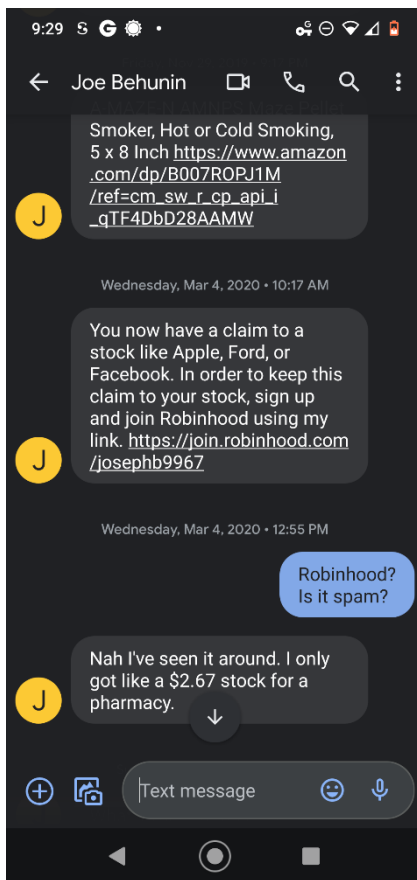 9:29 S G
Joe Behunin
Smoker, Hot or Cold Smoking,
5 x 8 Inch https://www.amazon
.com/dp/B007ROPJ1M
/ref=cm_sw_r_cp_api_i
_qTF4DbD28AAMW
J
Wednesday, Mar 4, 2020 • 10:17 AM
You now have a claim to a
stock like Apple, Ford, or
Facebook. In order to keep this
claim to your stock, sign up
and join Robinhood using my
link. https://join.robinhood.com
/josephb9967
J
Wednesday, Mar 4, 2020 • 12:55 PM
Robinhood?
Is it spam?
Nah I've seen it around. I only
got like a $2.67 stock for a
pharmacy.
J
Text message